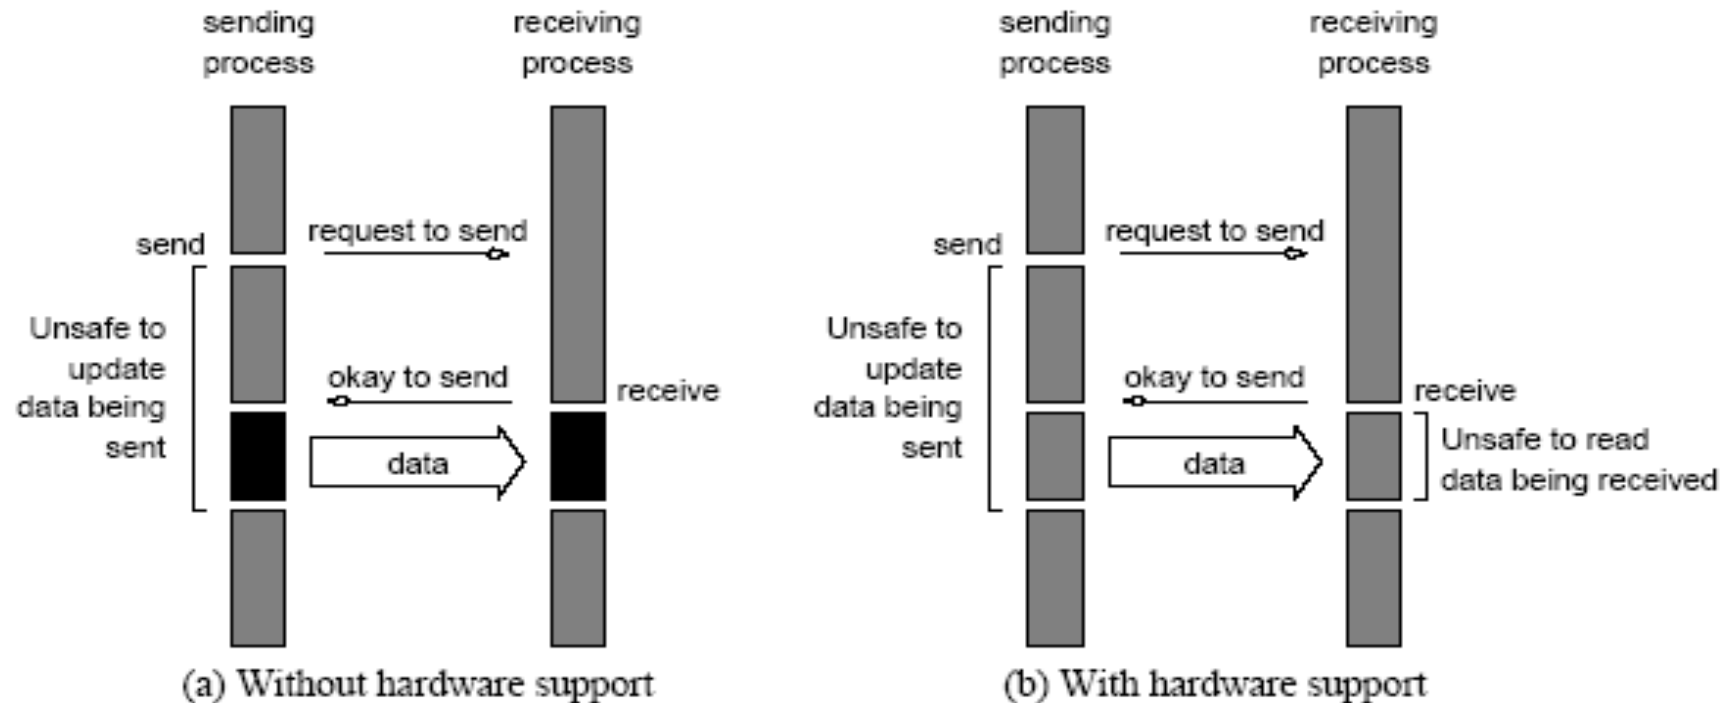 sending
process
receiving
process
send
request to send
Unsafe to
update
data being
sent
okay to send
receive
data
(a) Without hardware support
sending
process
receiving
process
send
request to send
Unsafe to
update
data being
sent
okay to send
receive
data
Unsafe to read
data being received
(b) With hardware support